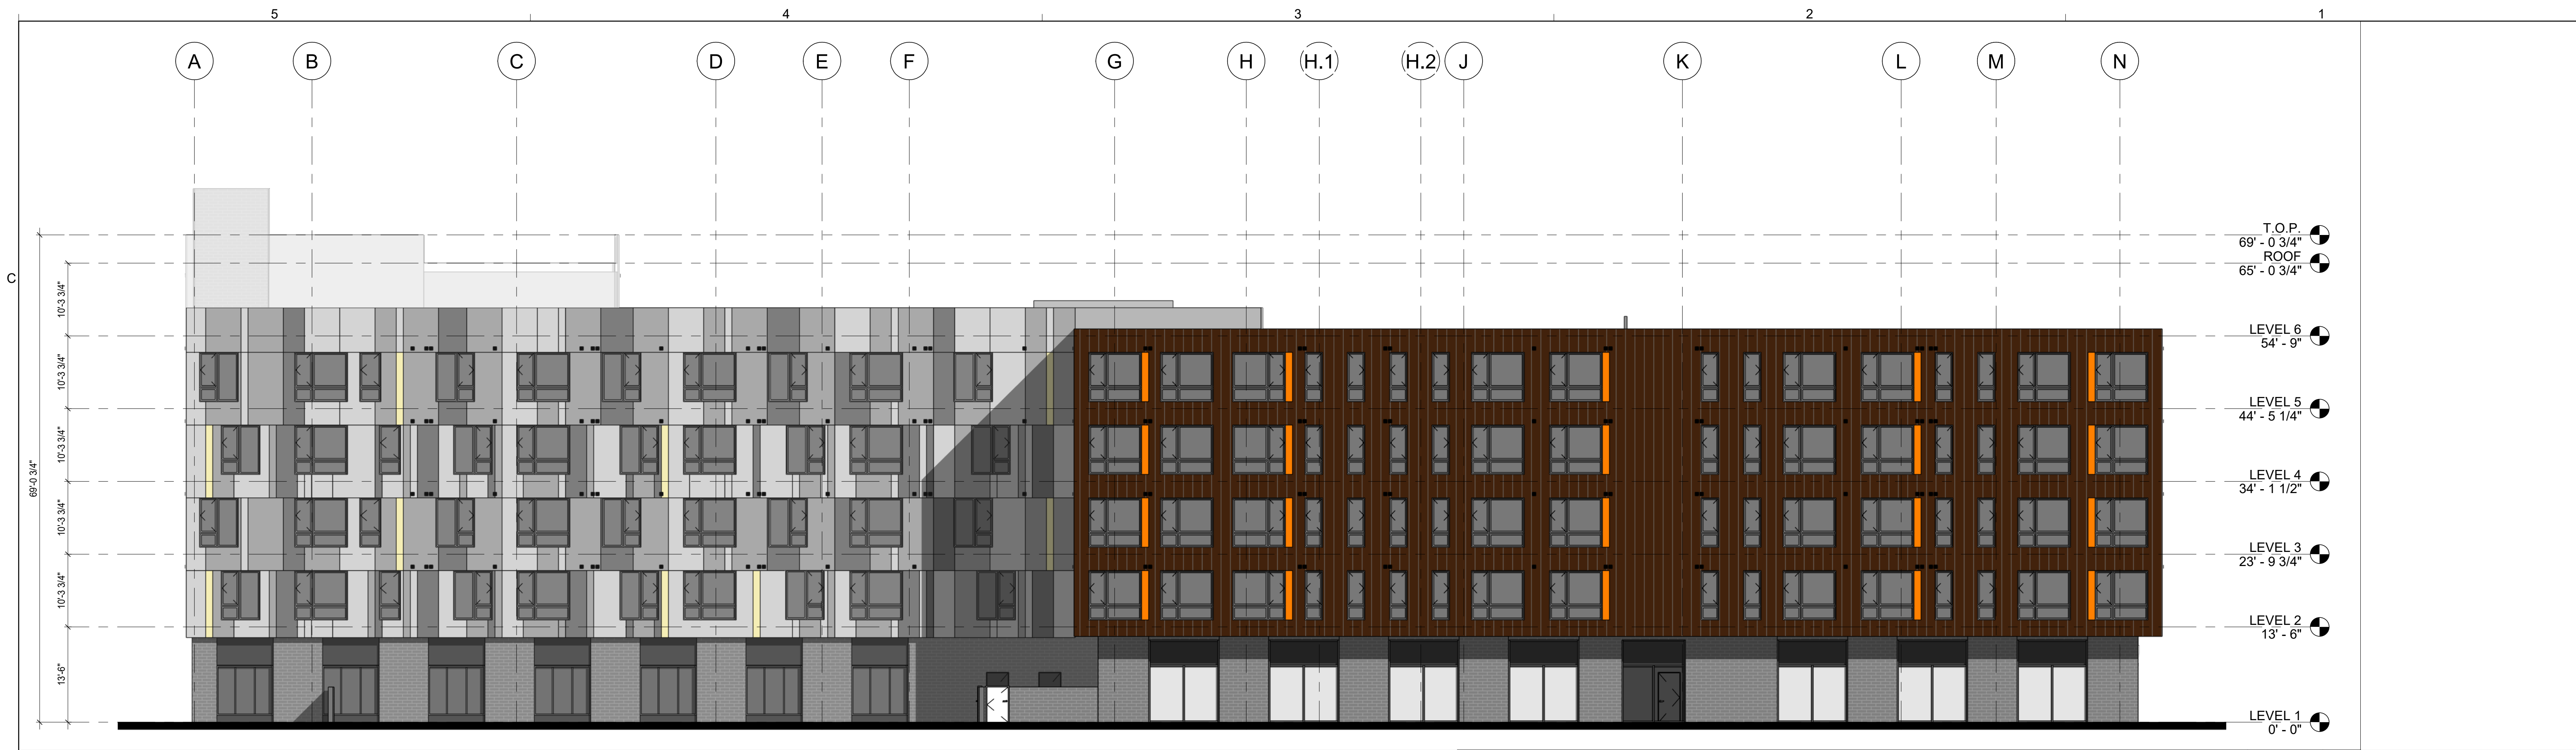 5 4 3 2 1
A B C D E F G H H.1 H.2 J K L M N
C
T.O.P.
69' - 0 3/4"
ROOF
65' - 0 3/4"
LEVEL 6
54' - 9"
LEVEL 5
44' - 5 1/4"
LEVEL 4
34' - 1 1/2"
LEVEL 3
23' - 9 3/4"
LEVEL 2
13' - 6"
LEVEL 1
0' - 0"
69'-0 3/4"
10'-3 3/4"
10'-3 3/4"
10'-3 3/4"
10'-3 3/4"
10'-3 3/4"
13'-6"